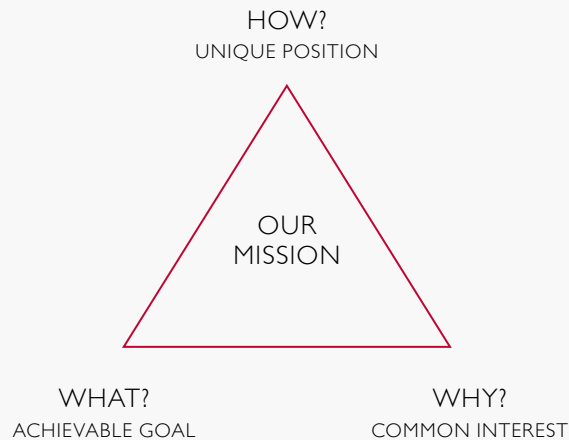 HOW?
UNIQUE POSITION
OUR
MISSION
WHAT?
ACHIEVABLE GOAL
WHY?
COMMON INTEREST